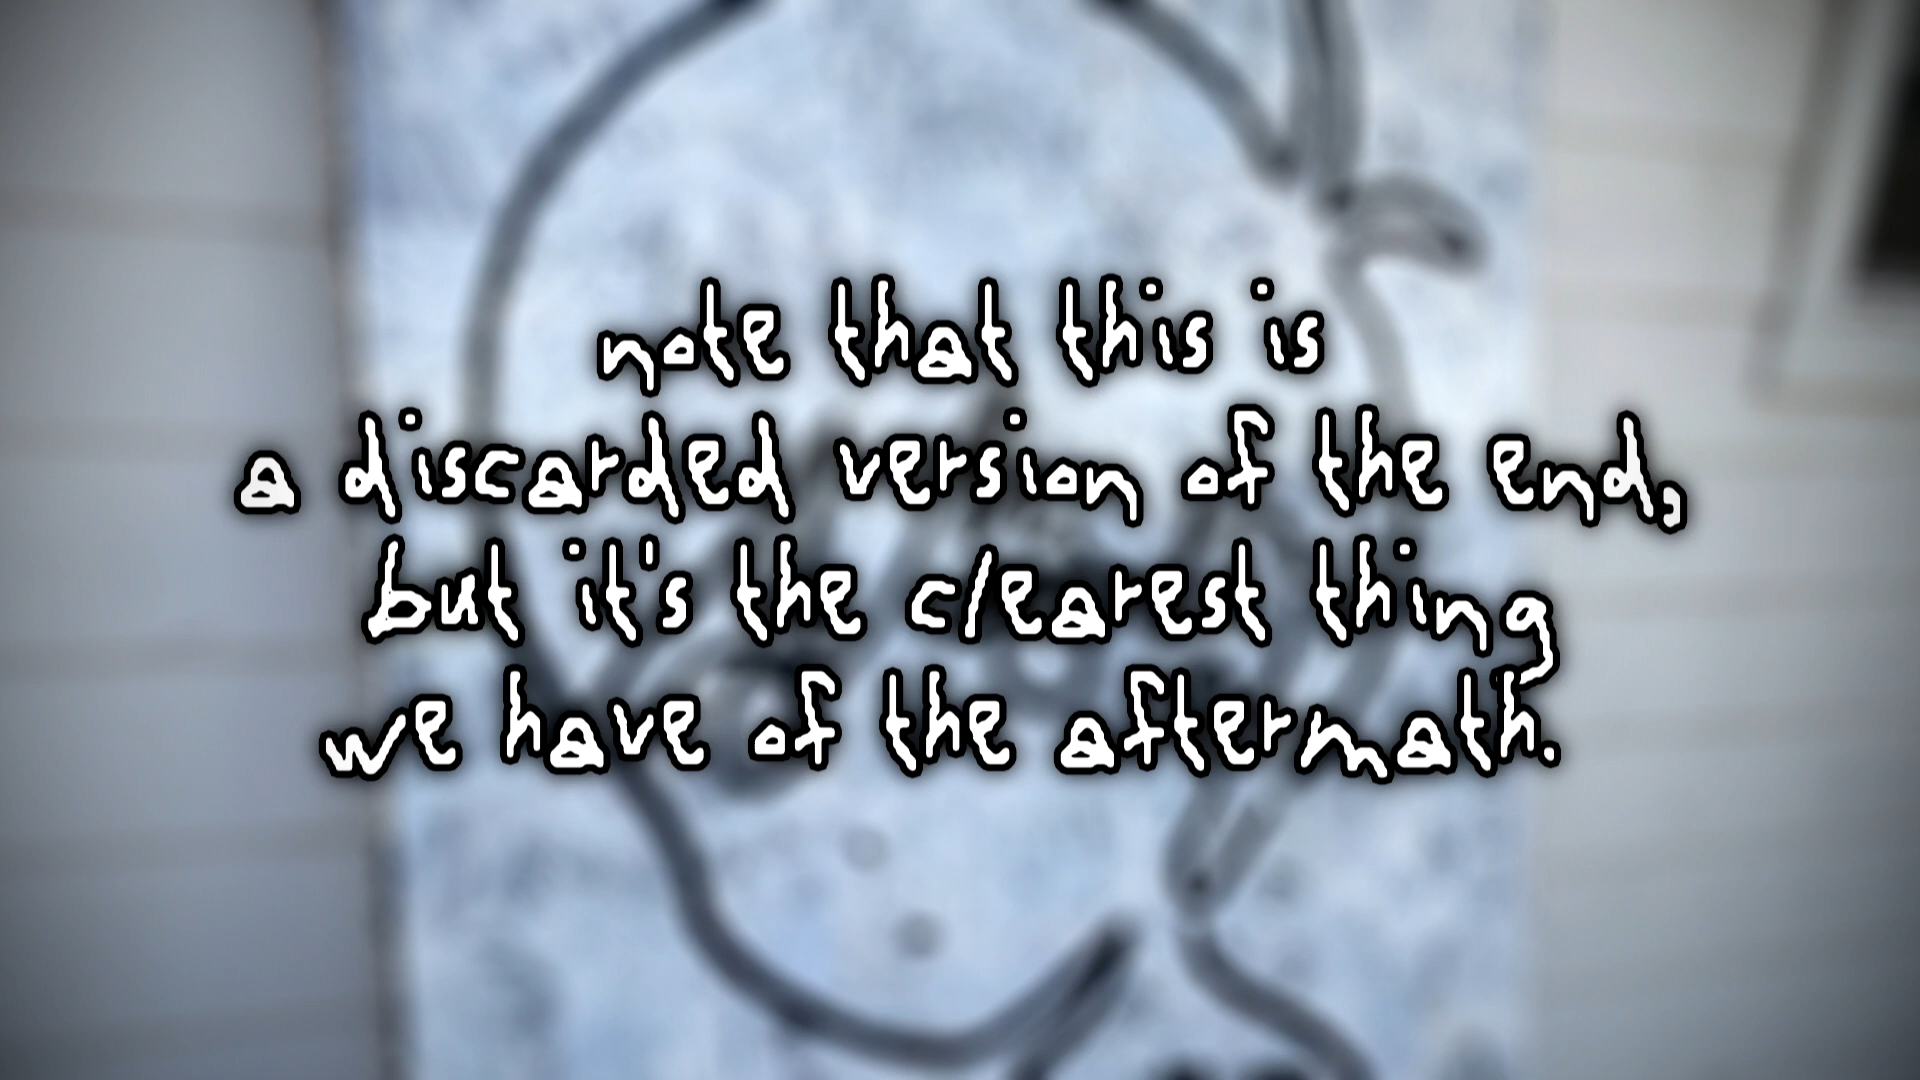 note that this is
a discarded version of the end,
but it's the clearest thing
we have of the aftermath.